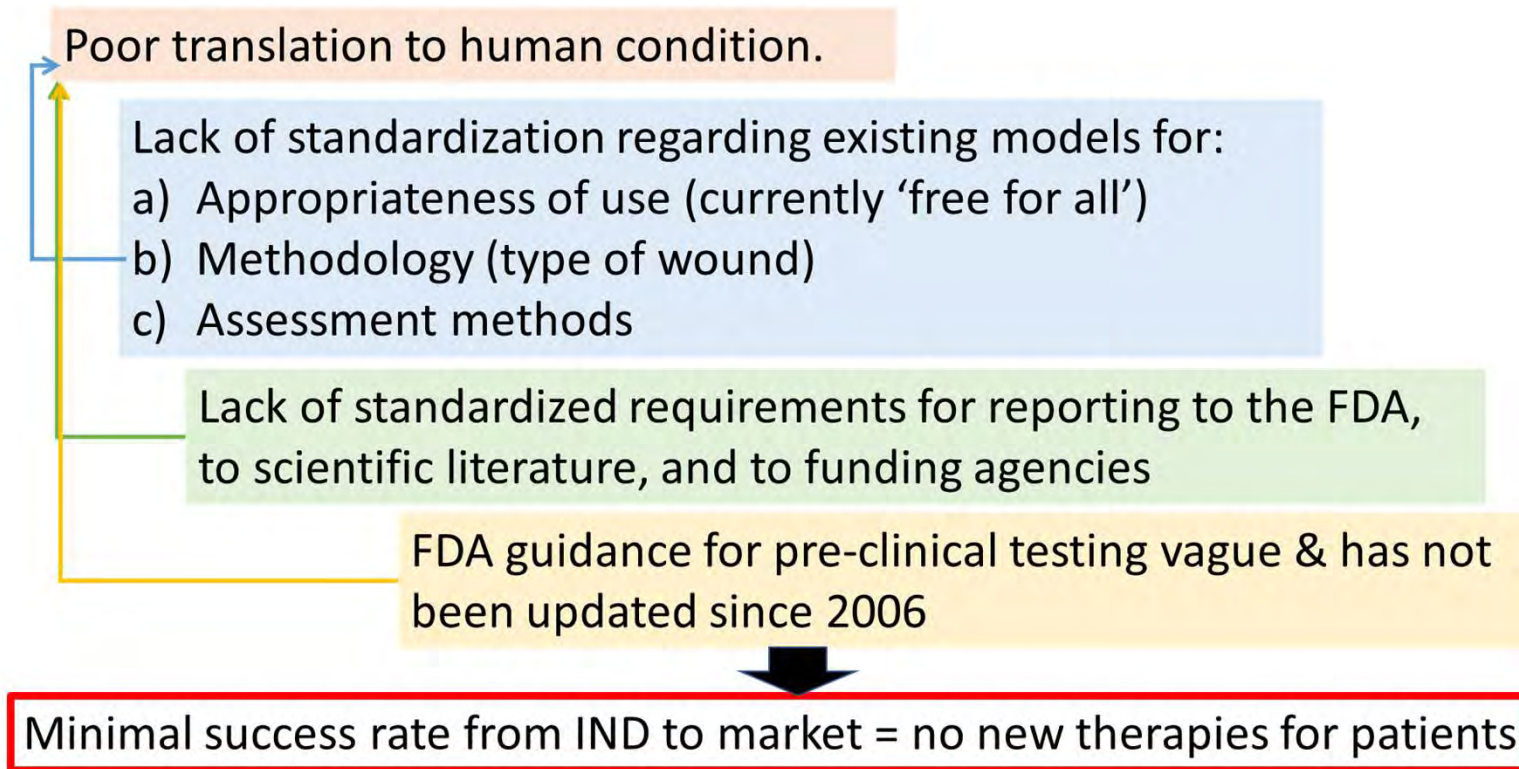 Poor translation to human condition.
Lack of standardization regarding existing models for:
a) Appropriateness of use (currently ‘free for all’)
b) Methodology (type of wound)
c) Assessment methods
Lack of standardized requirements for reporting to the FDA,
to scientific literature, and to funding agencies
FDA guidance for pre-clinical testing vague & has not
been updated since 2006
Minimal success rate from IND to market = no new therapies for patients